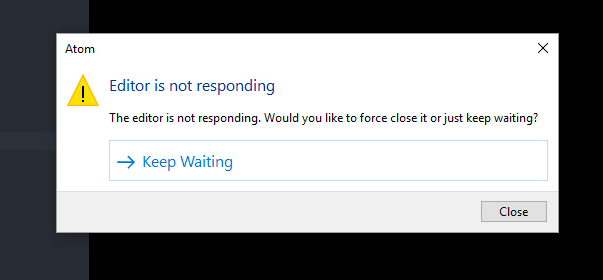 Atom
Editor is not responding
The editor is not responding. Would you like to force close it or just keep waiting?
Keep Waiting
Close